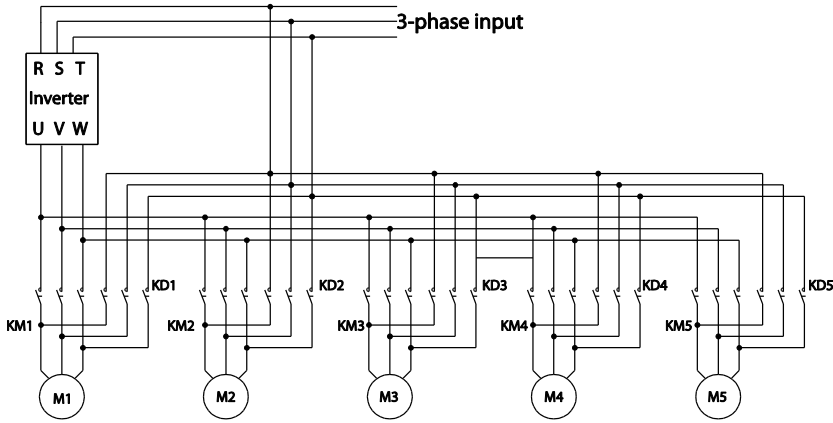 3-phase input
R S T
Inverter
U V W
KD1 KD2 KD3 KD4 KD5
KM1 KM2 KM3 KM4 KM5
M1 M2 M3 M4 M5